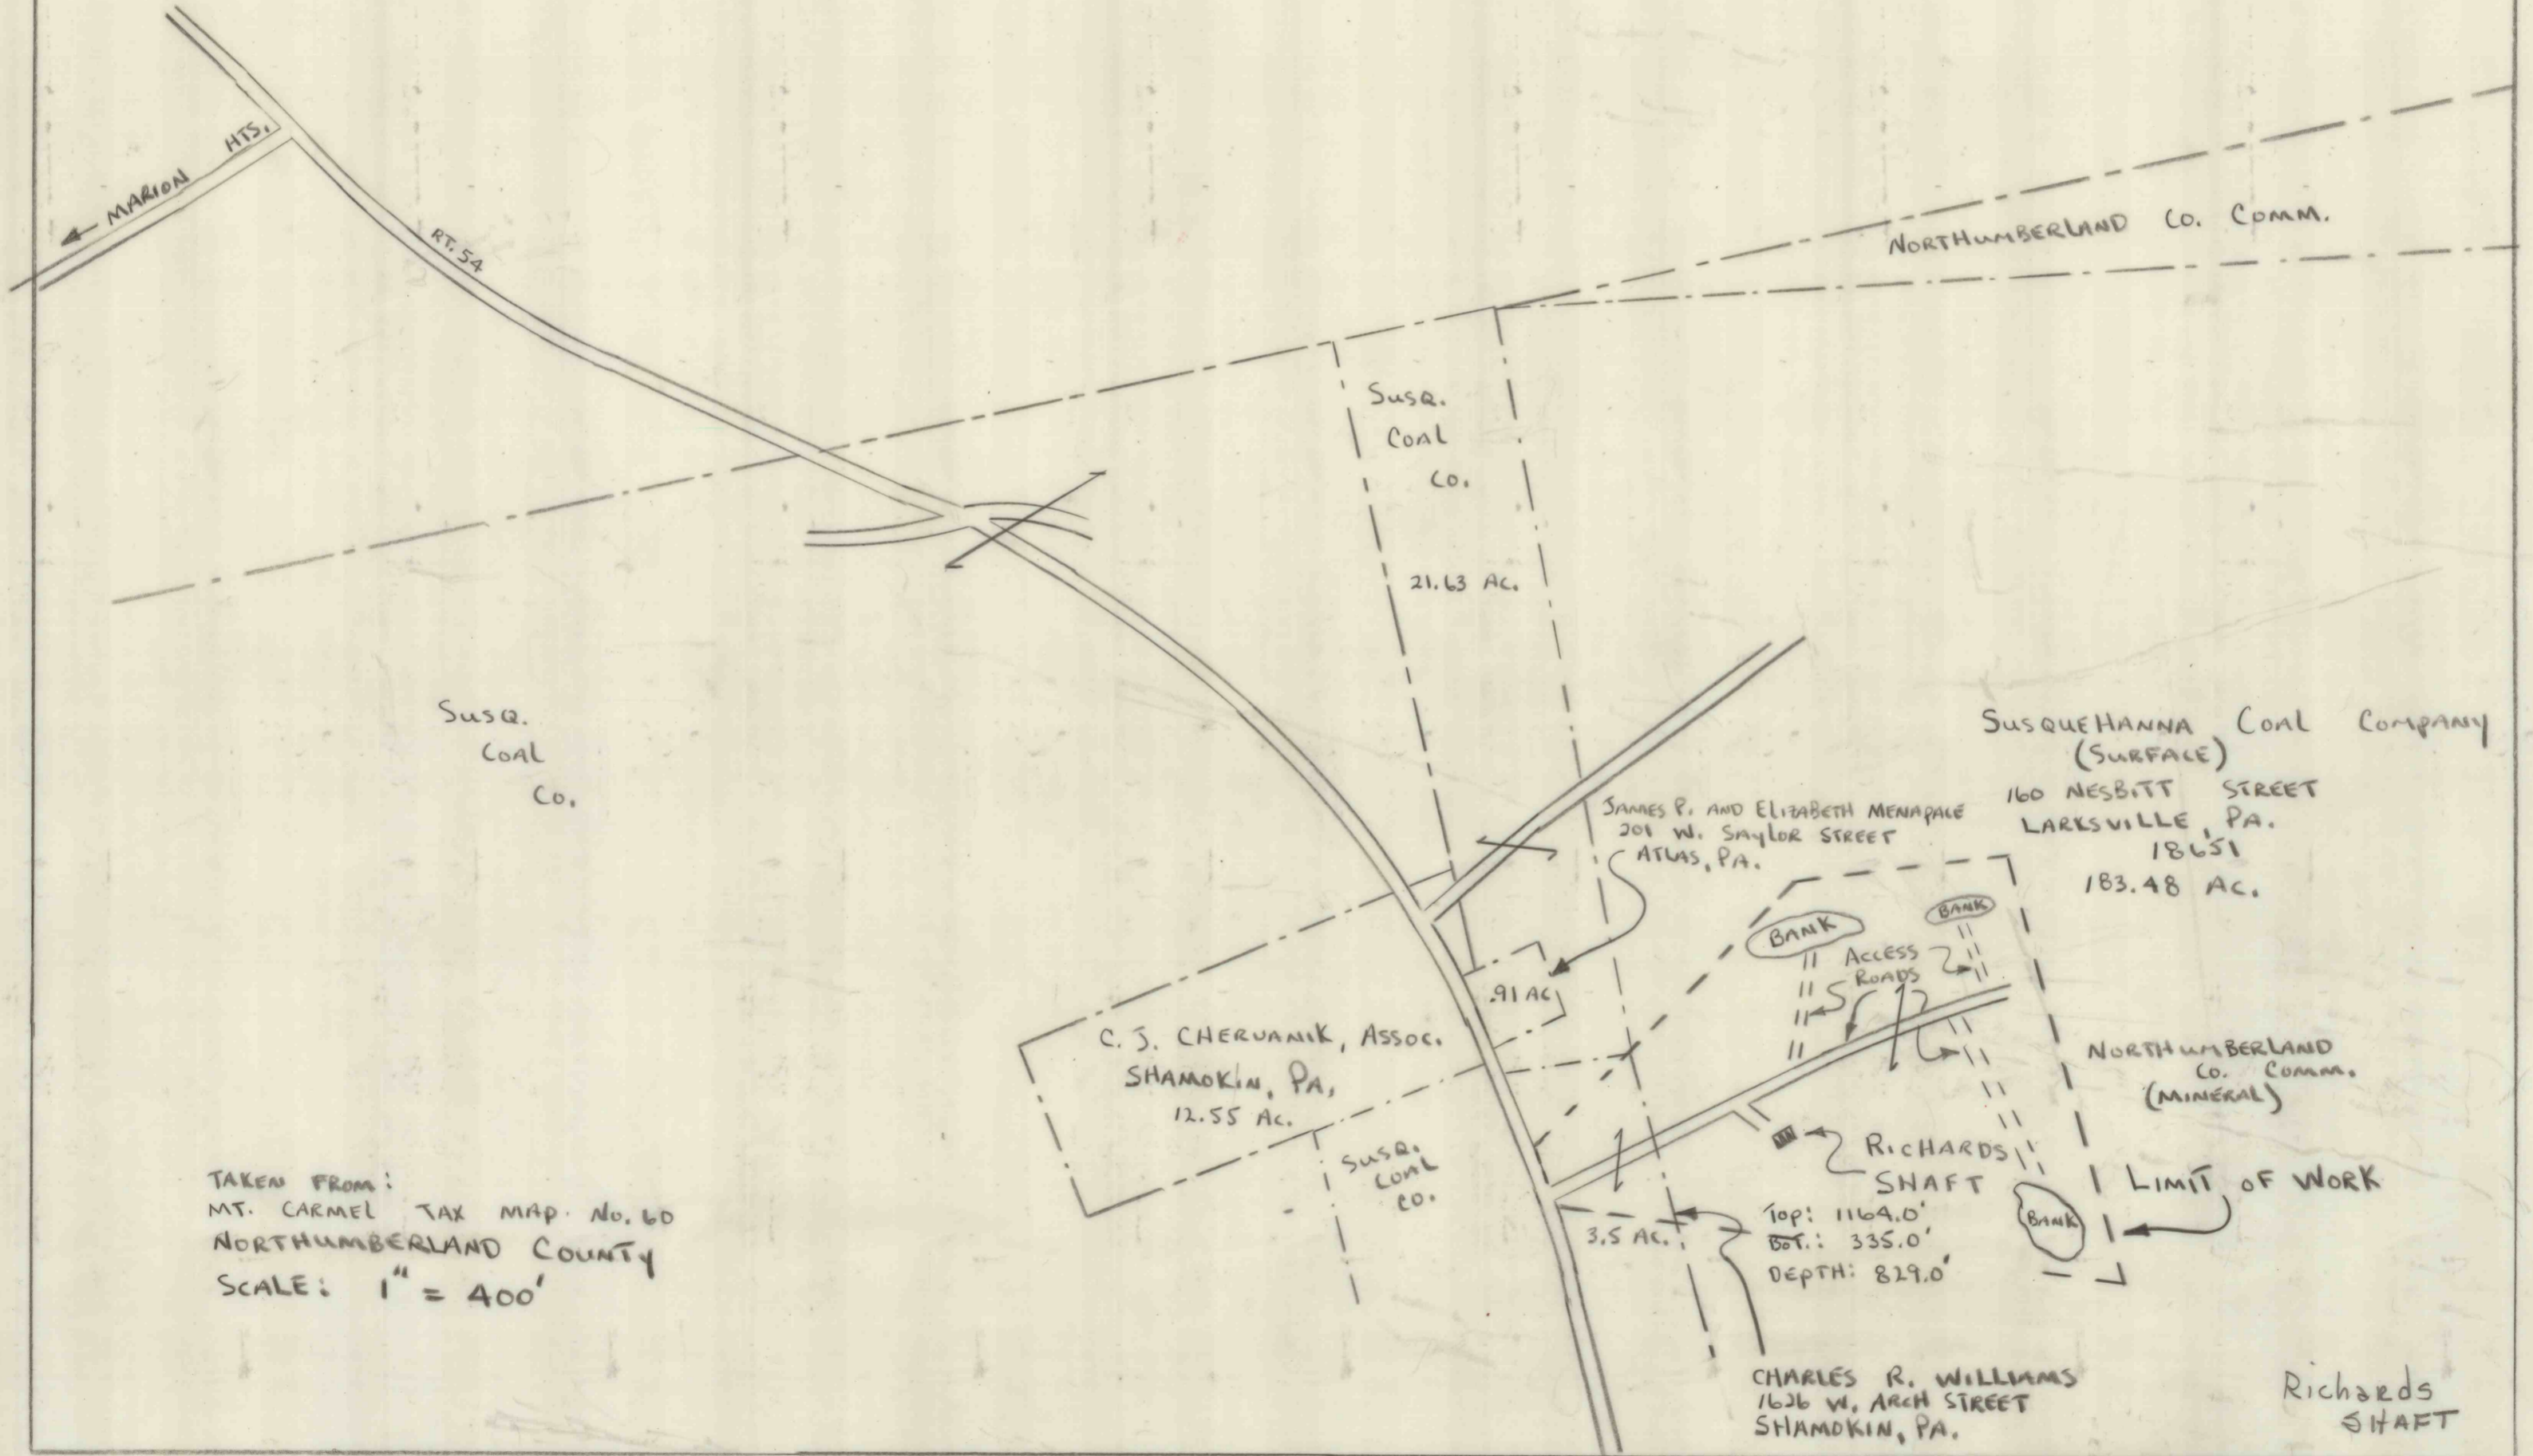 ← MARION HTS.
RT. 54
NORTHUMBERLAND CO. COMM.
SUSQ.
COAL
CO.
21.63 AC.
SUSQ.
COAL
CO.
SUSQUEHANNA COAL COMPANY
(SURFACE)
160 NESBITT STREET
LARKSVILLE, PA.
18651
183.48 AC.
JAMES P. AND ELIZABETH MENAPACE
201 W. SAYLOR STREET
ATLAS, PA.
BANK
BANK
ACCESS
ROADS
.91 AC
C. J. CHERVANIK, ASSOC.
SHAMOKIN, PA.
12.55 AC.
NORTHUMBERLAND
CO. COMM.
(MINERAL)
SUSQ.
COAL
CO.
RICHARDS
SHAFT
LIMIT OF WORK
BANK
3.5 AC.
TOP: 1164.0'
BOT.: 335.0'
DEPTH: 829.0'
TAKEN FROM:
MT. CARMEL TAX MAP No. 60
NORTHUMBERLAND COUNTY
SCALE: 1" = 400'
CHARLES R. WILLIAMS
1626 W. ARCH STREET
SHAMOKIN, PA.
Richards
SHAFT